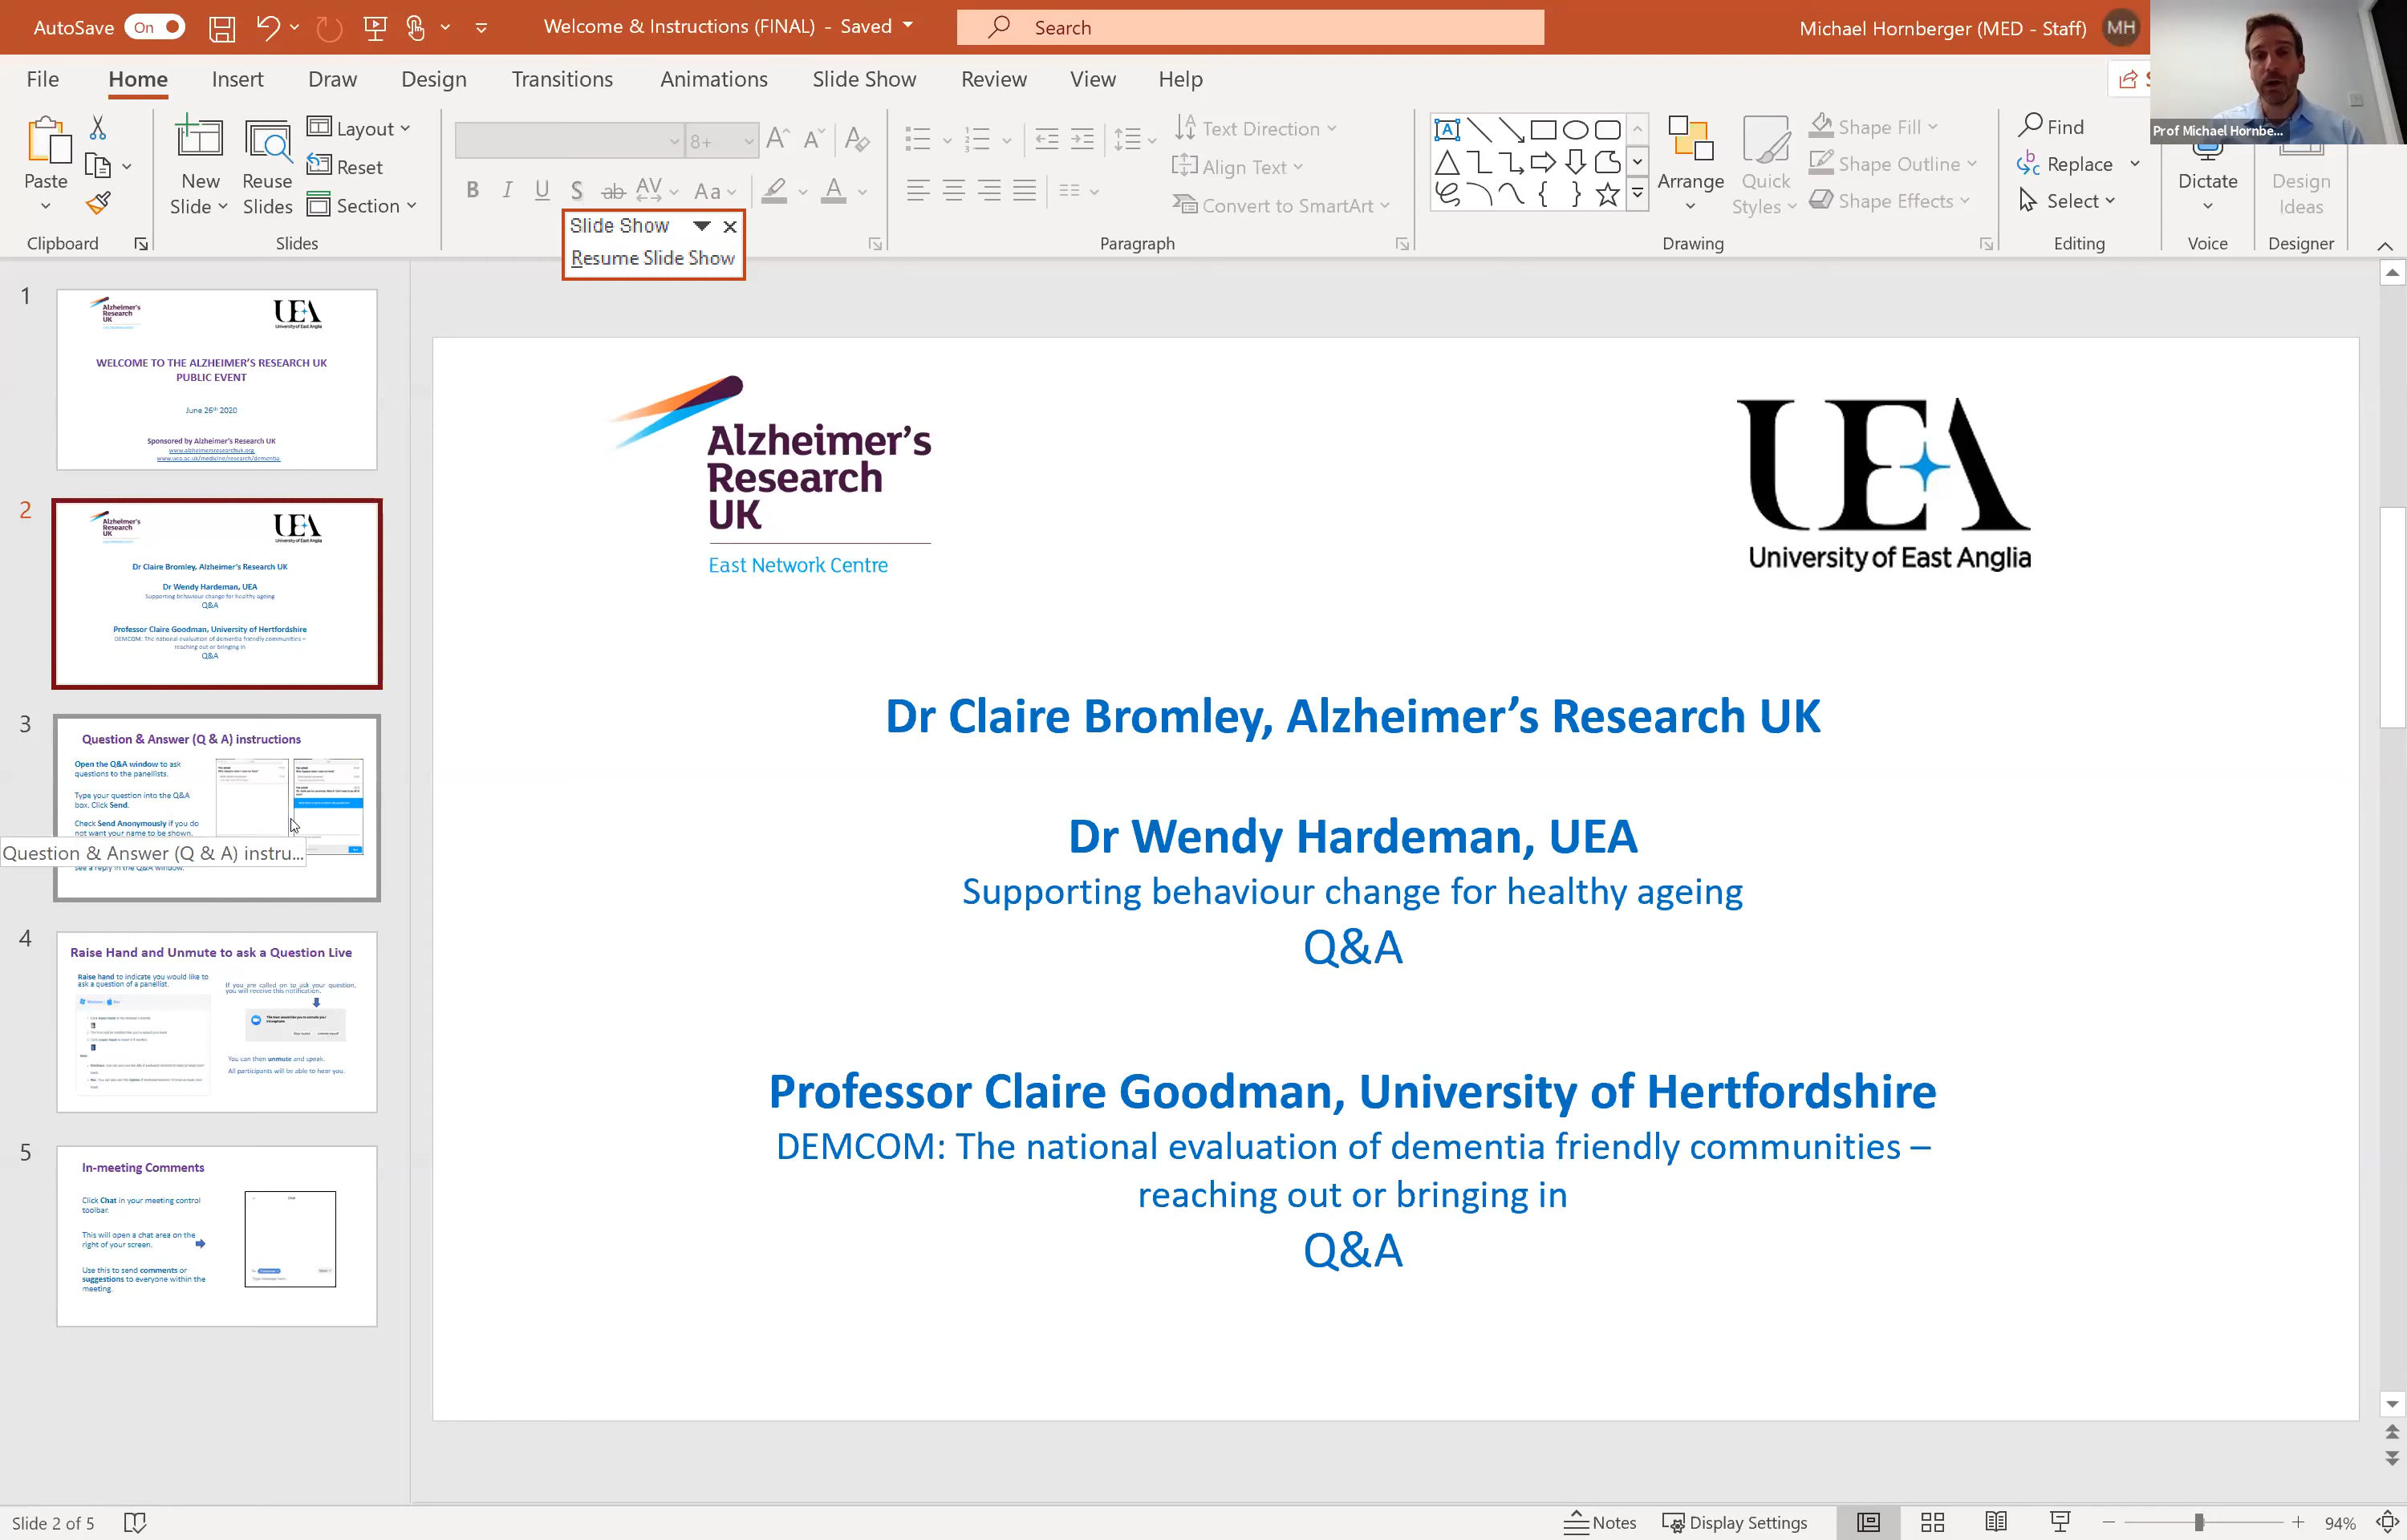 AutoSave On
Welcome & Instructions (FINAL) - Saved
Search
Michael Hornberger (MED - Staff) MH
File Home Insert Draw Design Transitions Animations Slide Show Review View Help
Paste
New Slide
Reuse Slides
Layout
Reset
Section
8+
Text Direction
Align Text
Convert to SmartArt
Arrange
Quick Styles
Shape Fill
Shape Outline
Shape Effects
Find
Replace
Select
Dictate
Design Ideas
Prof Michael Hornbe...
Clipboard
Slides
Paragraph
Drawing
Editing
Voice
Designer
Slide Show
Resume Slide Show
1
Alzheimer's
Research
UK
UEA
University of East Anglia
WELCOME TO THE ALZHEIMER'S RESEARCH UK
PUBLIC EVENT
June 26th 2020
Sponsored by Alzheimer's Research UK
www.alzheimersresearchuk.org
www.uea.ac.uk/medicine/research/dementia
2
Alzheimer's
Research
UK
UEA
University of East Anglia
Dr Claire Bromley, Alzheimer's Research UK
Dr Wendy Hardeman, UEA
Supporting behaviour change for healthy ageing
Q&A
Professor Claire Goodman, University of Hertfordshire
DEMCOM: The national evaluation of dementia friendly communities –
reaching out or bringing in
Q&A
3
Question & Answer (Q & A) instructions
Open the Q&A window to ask
questions to the panellists.
Type your question into the Q&A
box. Click Send.
Check Send Anonymously if you do
not want your name to be shown.
Question & Answer (Q & A) instru...
see a reply in the Q&A window.
4
Raise Hand and Unmute to ask a Question Live
Raise hand to indicate you would like to
ask a question of a panellist.
If you are called on to ask your question,
you will receive this notification.
You can then unmute and speak.
All participants will be able to hear you.
5
In-meeting Comments
Click Chat in your meeting control
toolbar.
This will open a chat area on the
right of your screen.
Use this to send comments or
suggestions to everyone within the
meeting.
Alzheimer's
Research
UK
East Network Centre
UEA
University of East Anglia
Dr Claire Bromley, Alzheimer's Research UK
Dr Wendy Hardeman, UEA
Supporting behaviour change for healthy ageing
Q&A
Professor Claire Goodman, University of Hertfordshire
DEMCOM: The national evaluation of dementia friendly communities –
reaching out or bringing in
Q&A
Slide 2 of 5
Notes
Display Settings
94%